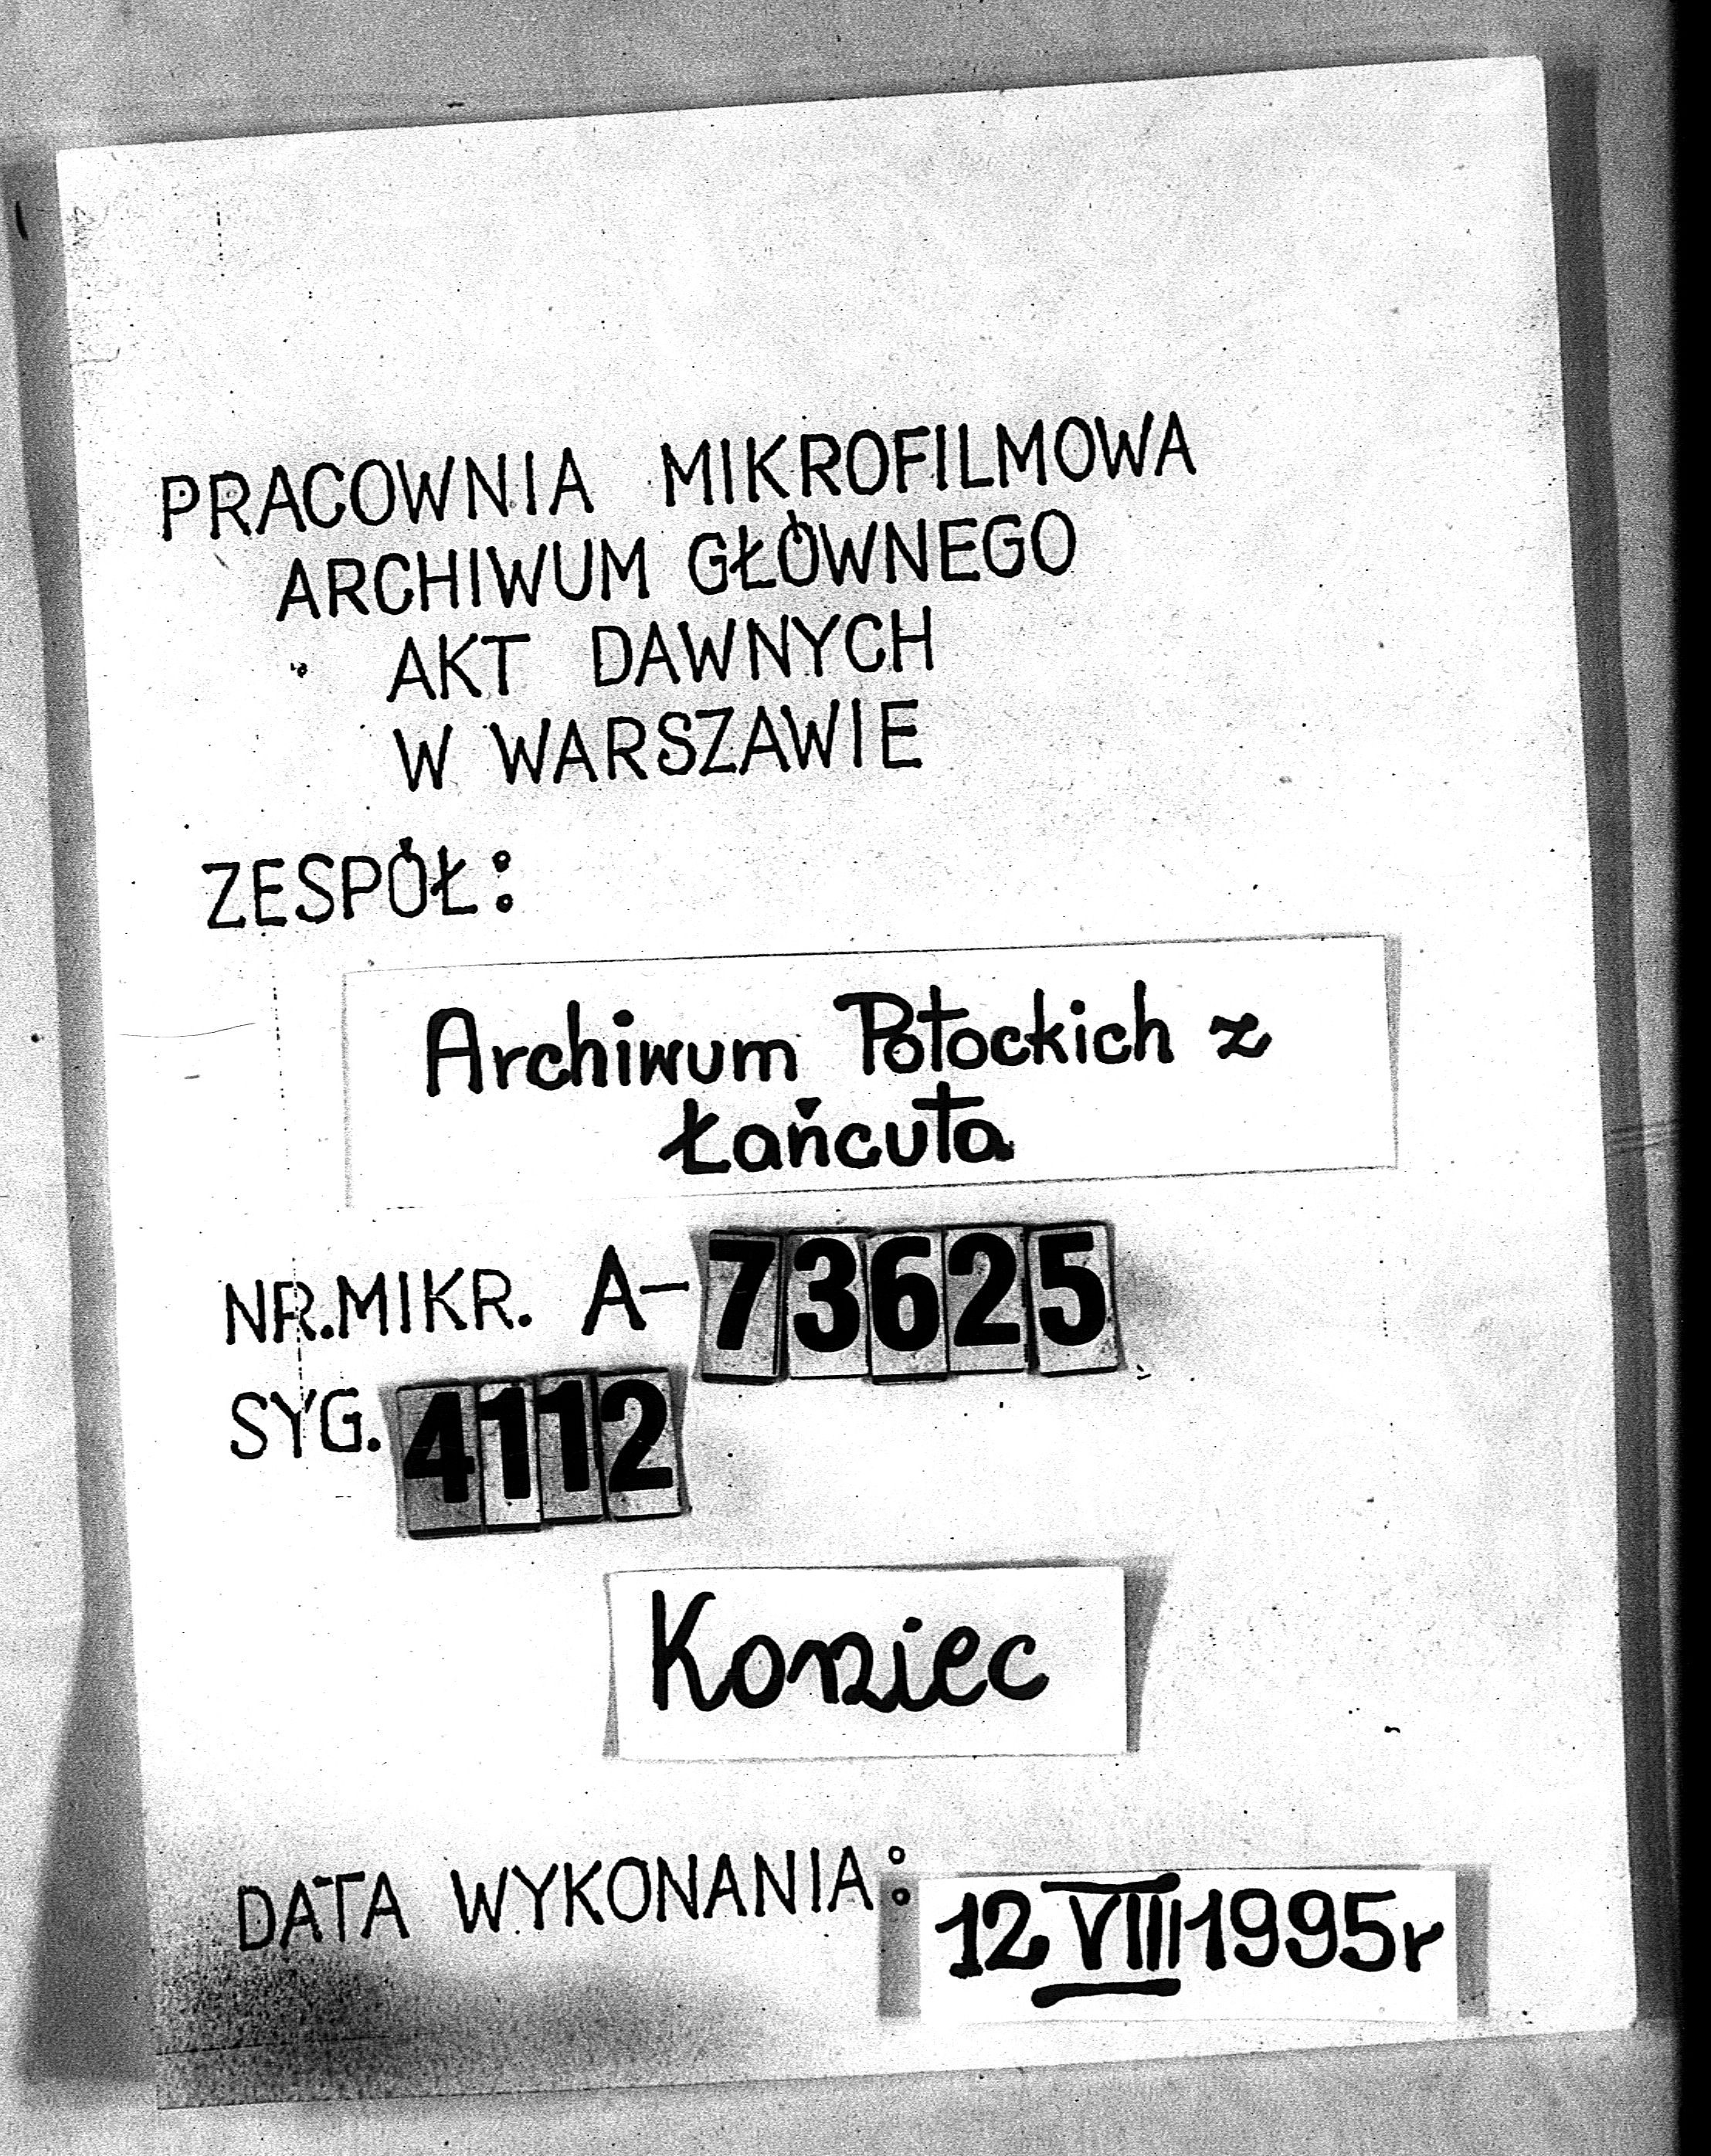 PRACOWNIA MIKROFILMOWA
ARCHIWUM GŁÓWNEGO
AKT DAWNYCH
W WARSZAWIE
ZESPÓŁ:
Archiwum Potockich z
Łańcuta
NR.MIKR. A-73625
SYG. 4112
Koniec
DATA WYKONANIA: 12 VIII 1995r